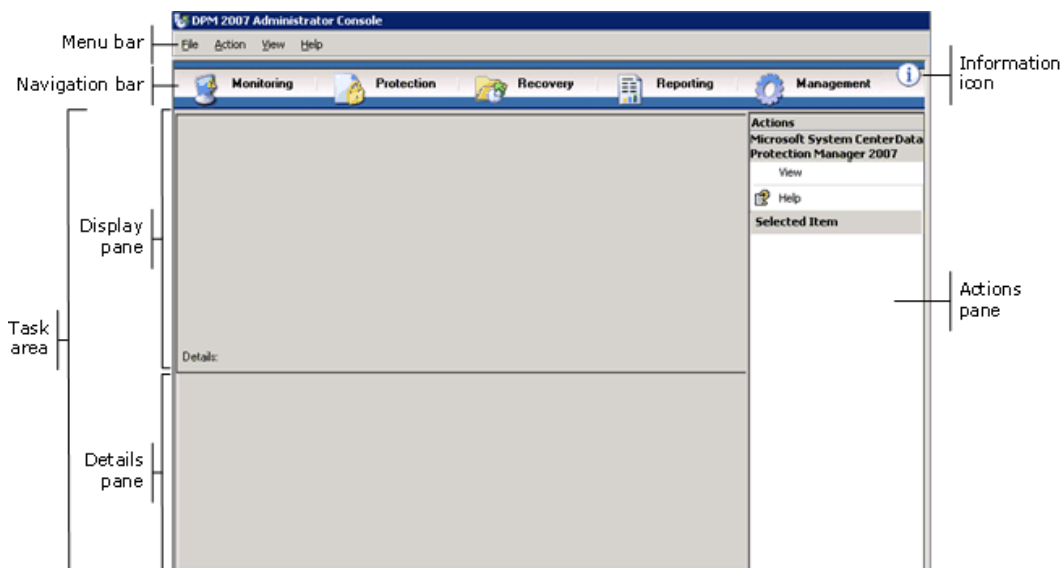 DPM 2007 Administrator Console
Menu bar
File Action View Help
Navigation bar
Monitoring Protection Recovery Reporting Management
Information
icon
Actions
Microsoft System CenterData
Protection Manager 2007
View
Help
Selected Item
Display
pane
Actions
pane
Task
area
Details:
Details
pane